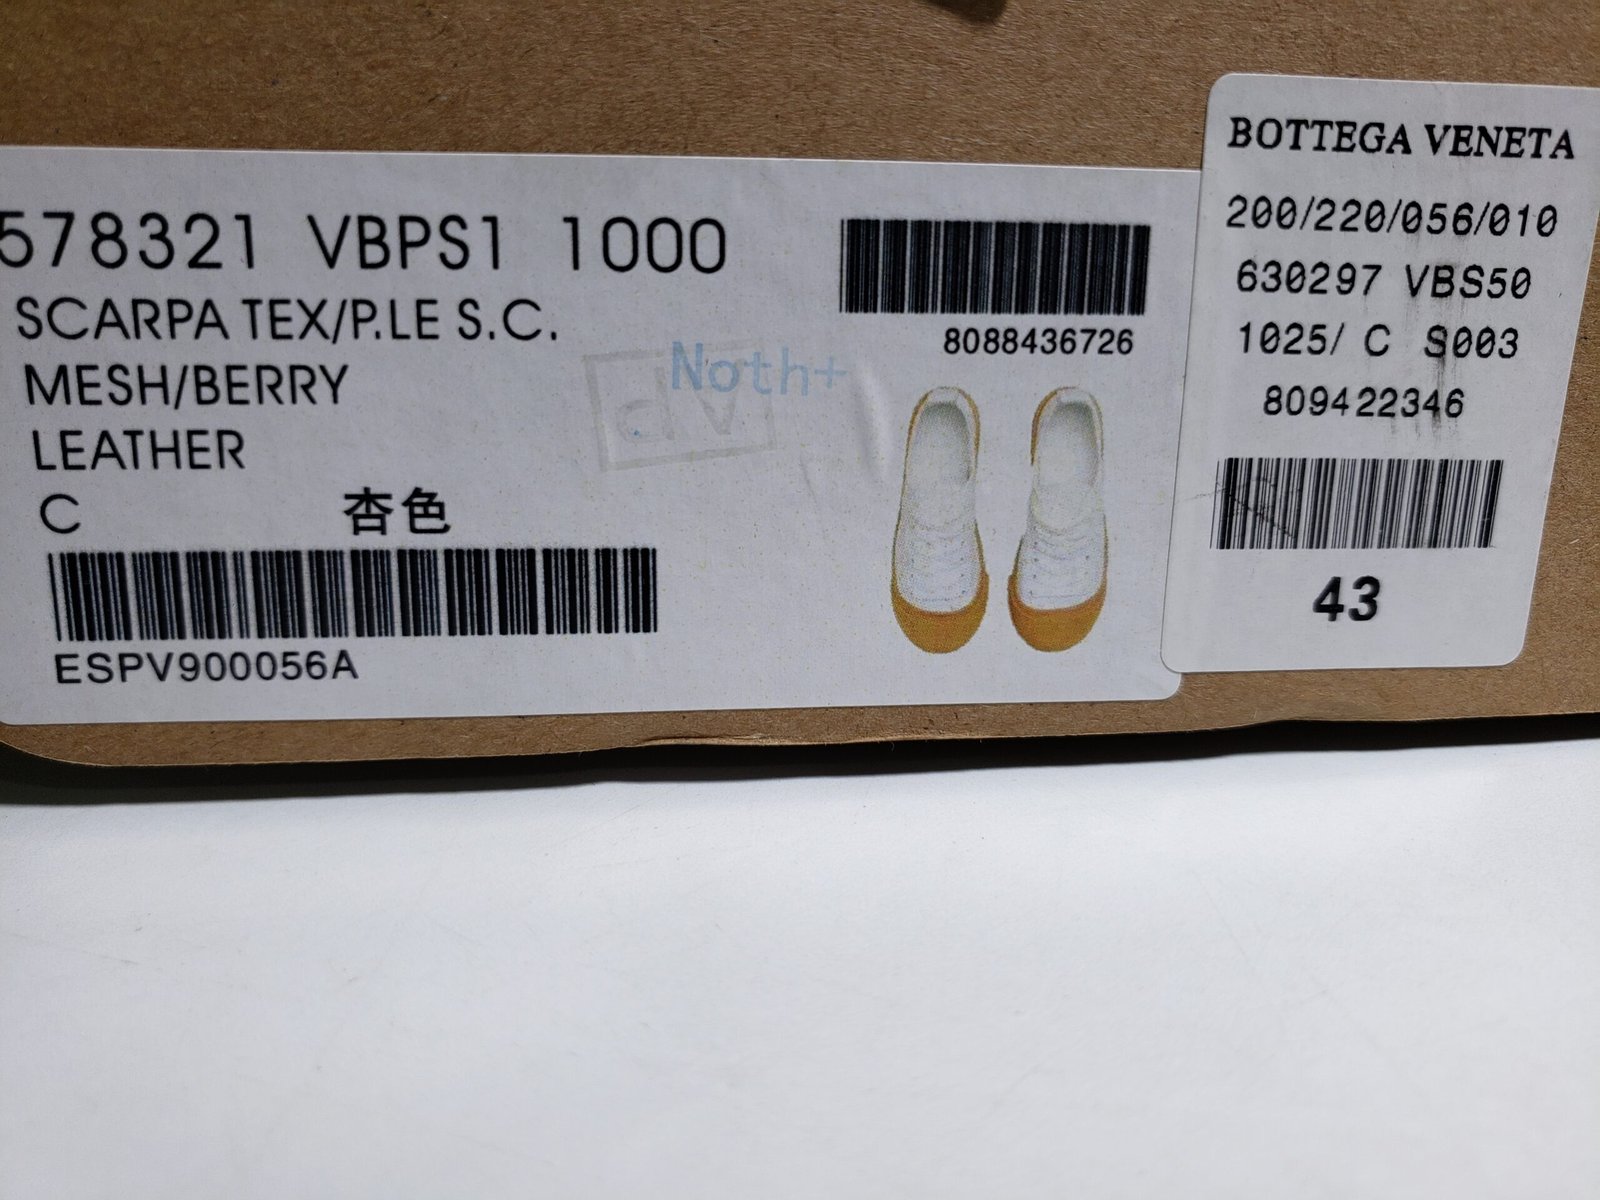 578321 VBPS1 1000
SCARPA TEX/P.LE S.C.
MESH/BERRY
LEATHER
C 杏色
ESPV900056A
8088436726
Noth+
BOTTEGA VENETA
200/220/056/010
630297 VBS50
1025/ C S003
809422346
43